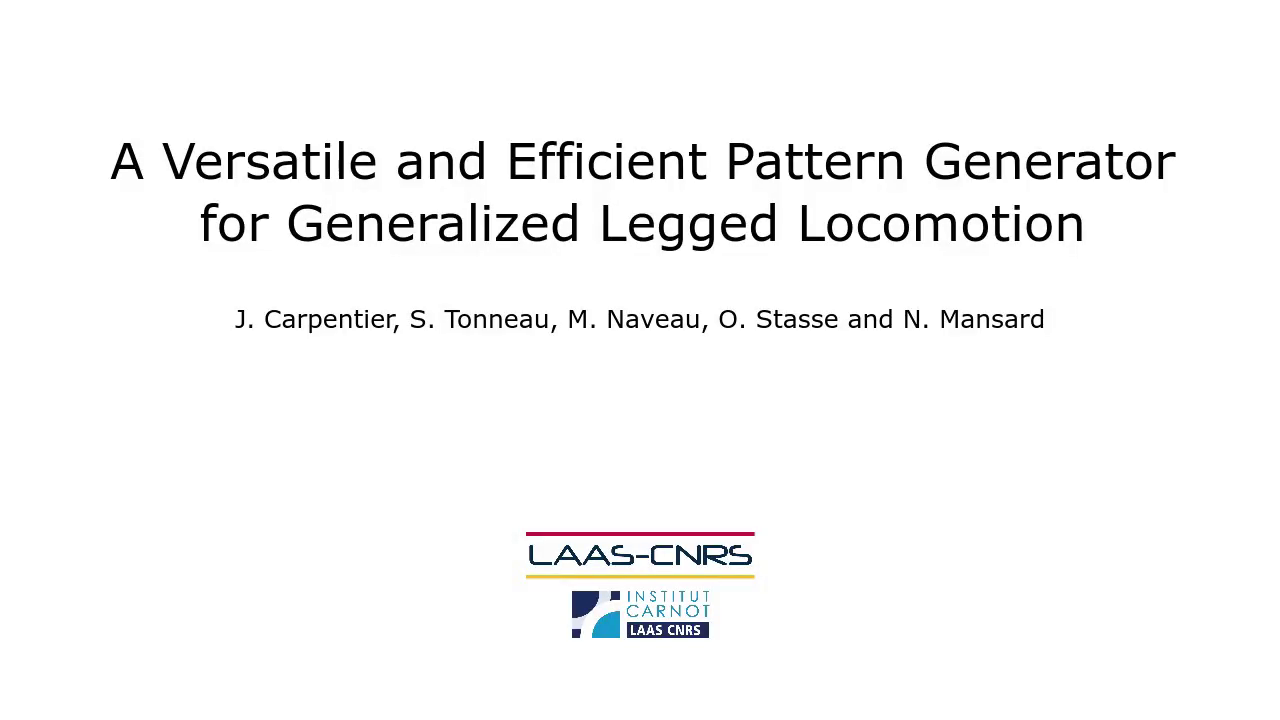 A Versatile and Efficient Pattern Generator
for Generalized Legged Locomotion
J. Carpentier, S. Tonneau, M. Naveau, O. Stasse and N. Mansard
LAAS-CNRS
INSTITUT
CARNOT
LAAS CNRS